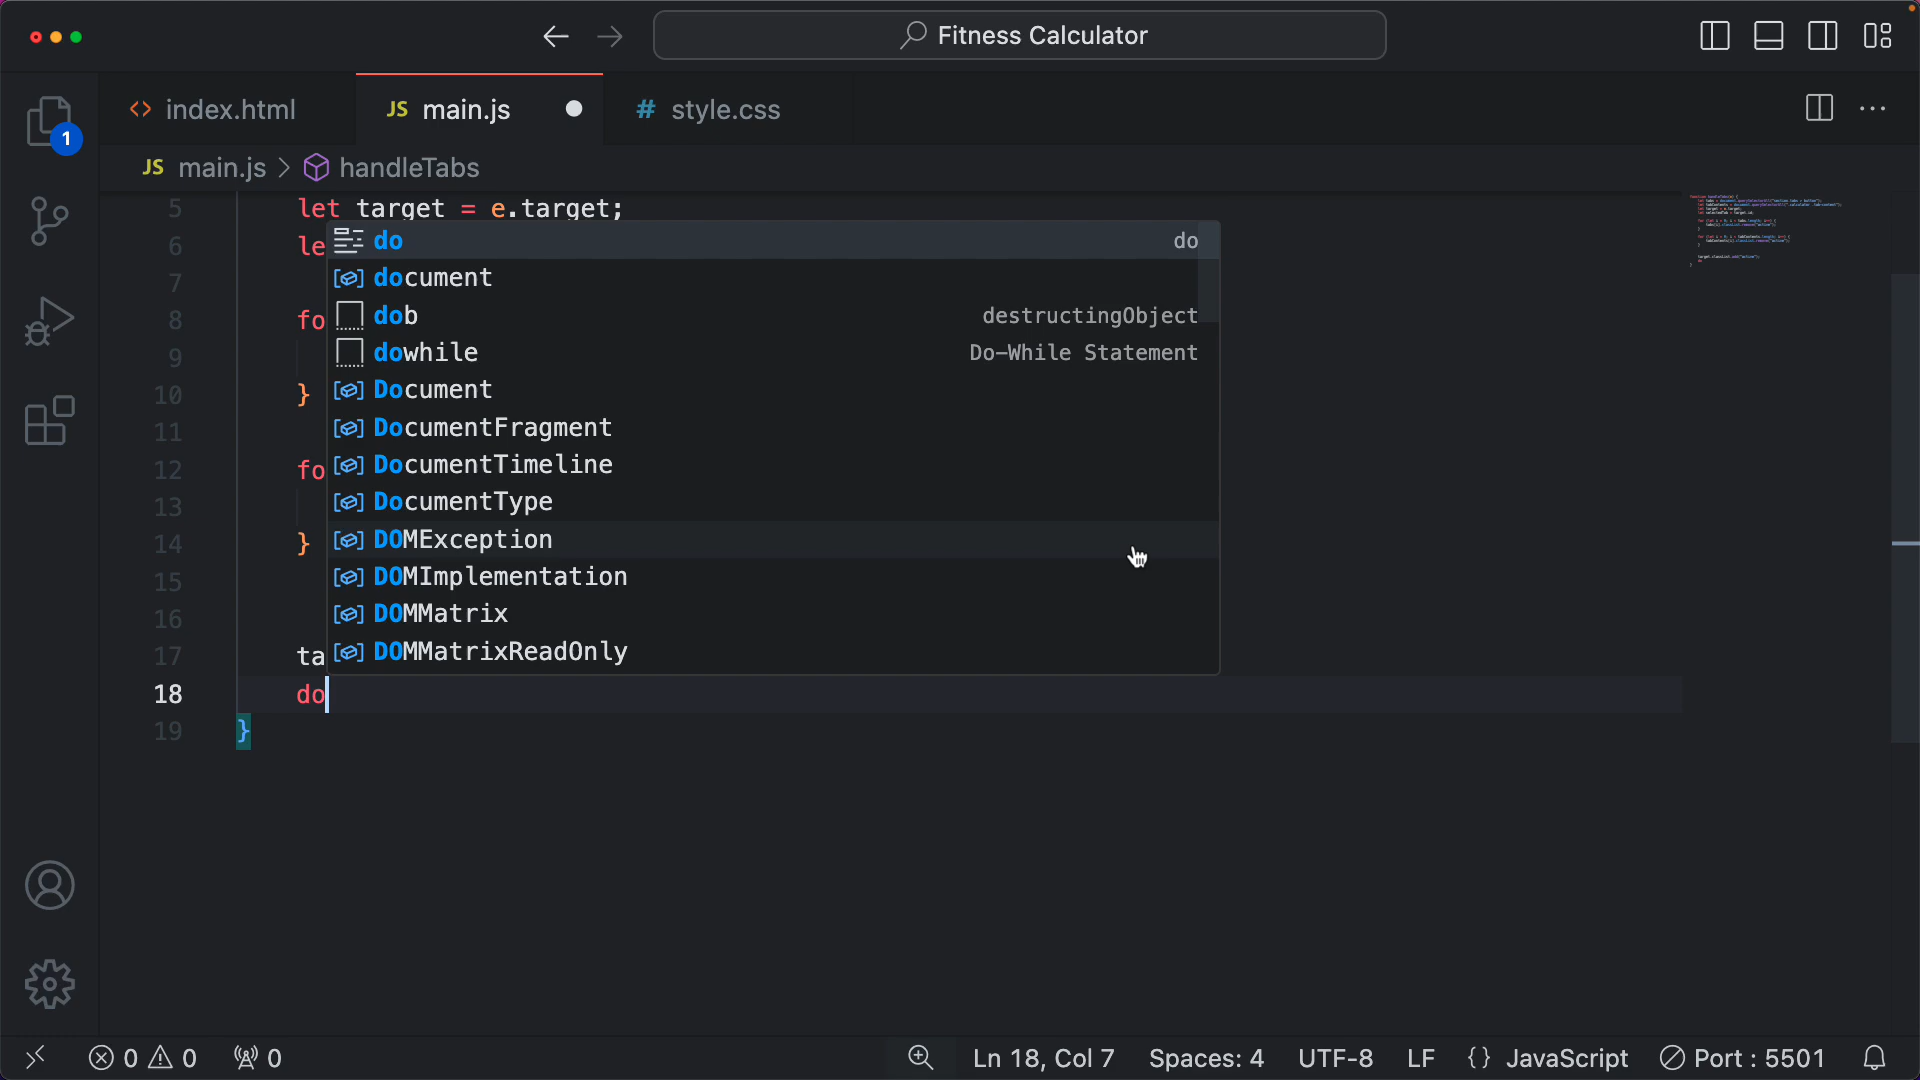 Fitness Calculator
<> index.html
JS main.js
# style.css
JS main.js > handleTabs
1
5 let target = e.target;
6 le
7
8 fo
9
10 }
11
12 fo
13
14 }
15
16
17 ta
18 do
19 }
do do
document
dob destructingObject
dowhile Do-While Statement
Document
DocumentFragment
DocumentTimeline
DocumentType
DOMException
DOMImplementation
DOMMatrix
DOMMatrixReadOnly
0 0 0 Ln 18, Col 7 Spaces: 4 UTF-8 LF {} JavaScript Port : 5501